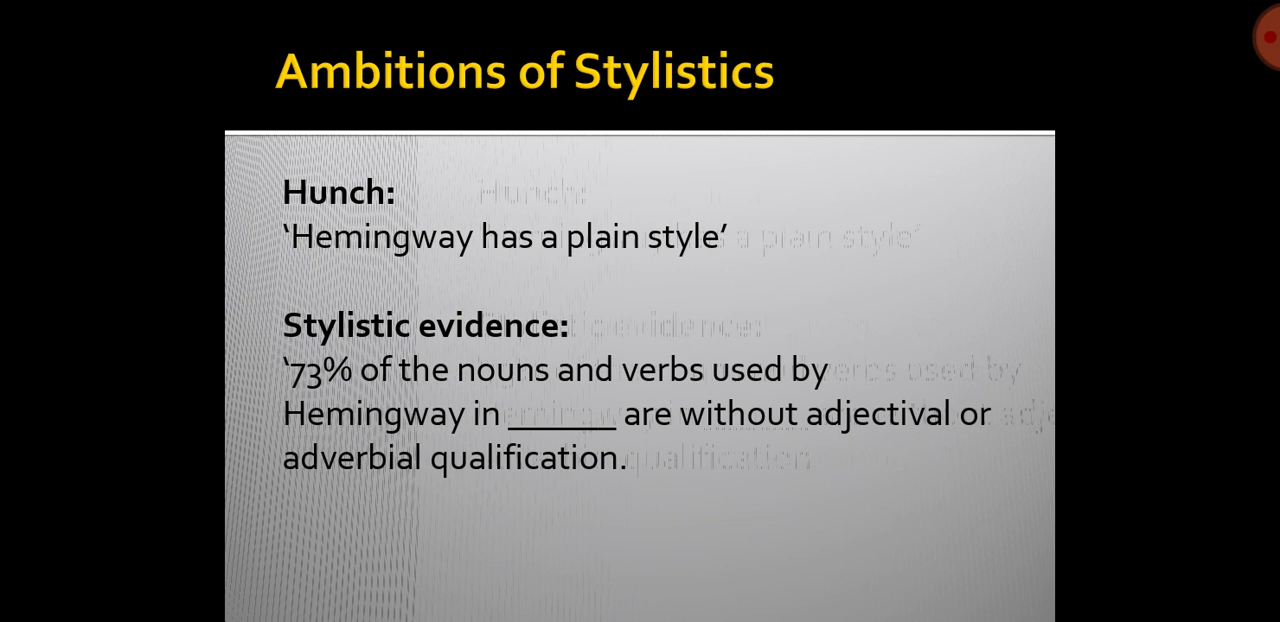 Ambitions of Stylistics
Hunch:
‘Hemingway has a plain style’
Stylistic evidence:
‘73% of the nouns and verbs used by
Hemingway in ______ are without adjectival or
adverbial qualification.